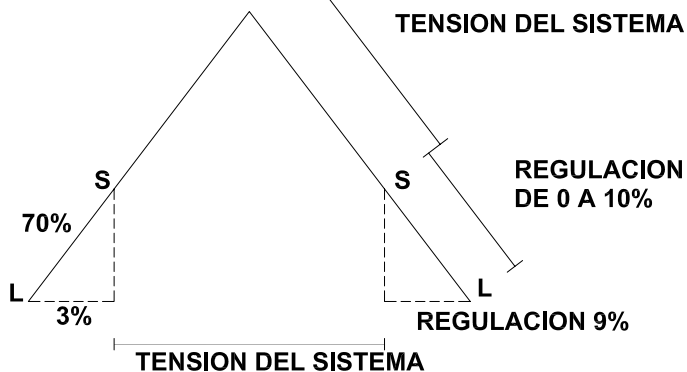 TENSION DEL SISTEMA
S
S
REGULACION
DE 0 A 10%
70%
L
L
3%
REGULACION 9%
TENSION DEL SISTEMA